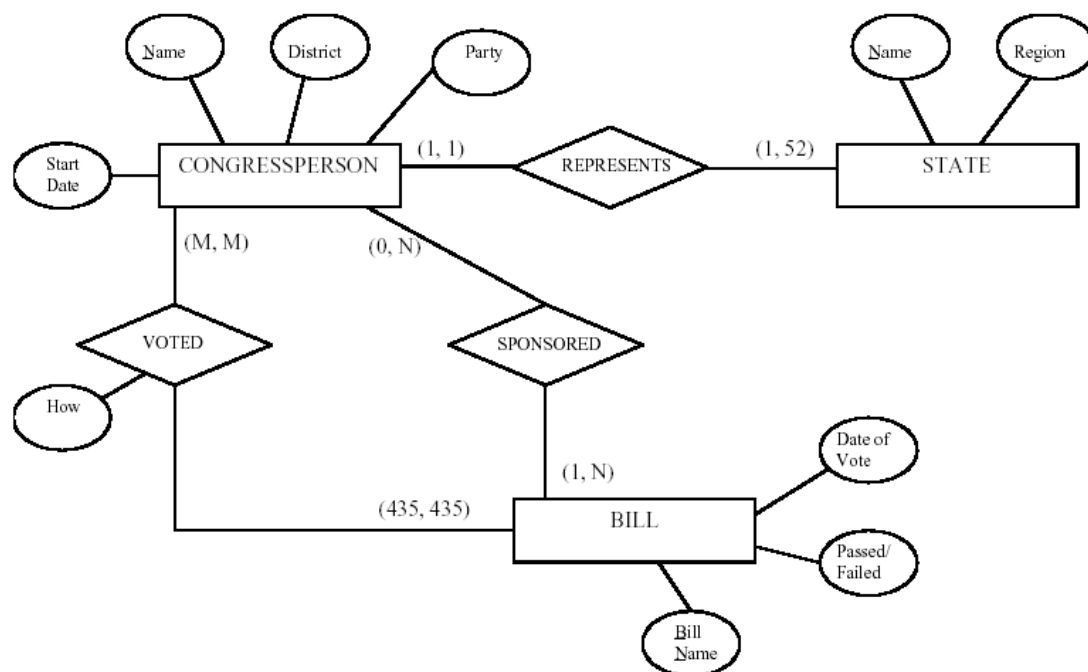 Name
District
Party
Name
Region
Start
Date
CONGRESSPERSON
(1, 1)
REPRESENTS
(1, 52)
STATE
(M, M)
(0, N)
VOTED
SPONSORED
How
Date of
Vote
(1, N)
(435, 435)
BILL
Passed/
Failed
Bill
Name